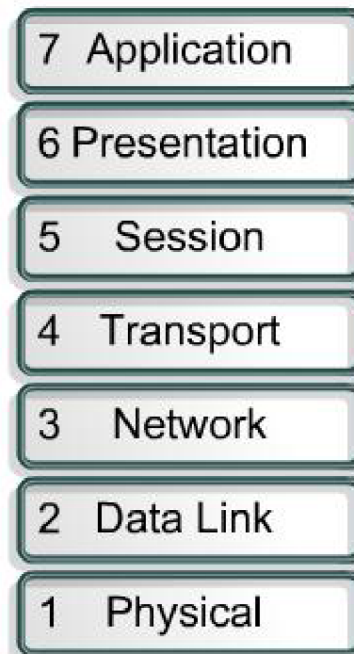 7 Application
6 Presentation
5 Session
4 Transport
3 Network
2 Data Link
1 Physical